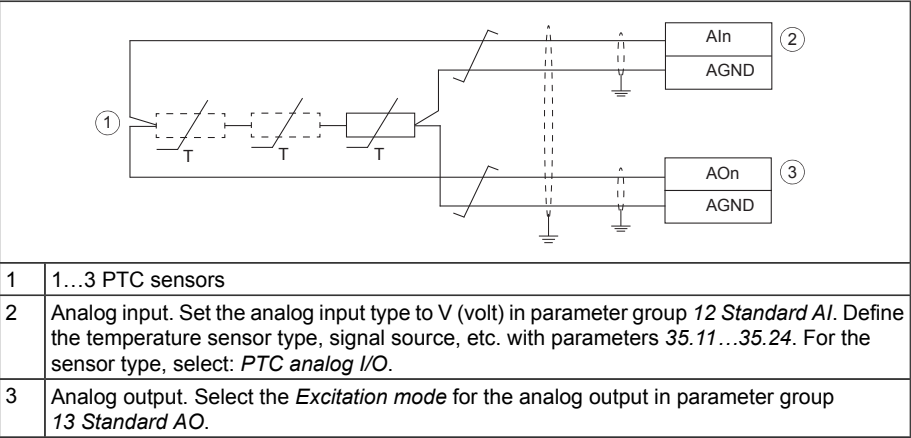 AIn
2
AGND
1
T
T
T
AOn
3
AGND
1 1…3 PTC sensors
2 Analog input. Set the analog input type to V (volt) in parameter group 12 Standard AI. Define
the temperature sensor type, signal source, etc. with parameters 35.11…35.24. For the
sensor type, select: PTC analog I/O.
3 Analog output. Select the Excitation mode for the analog output in parameter group
13 Standard AO.